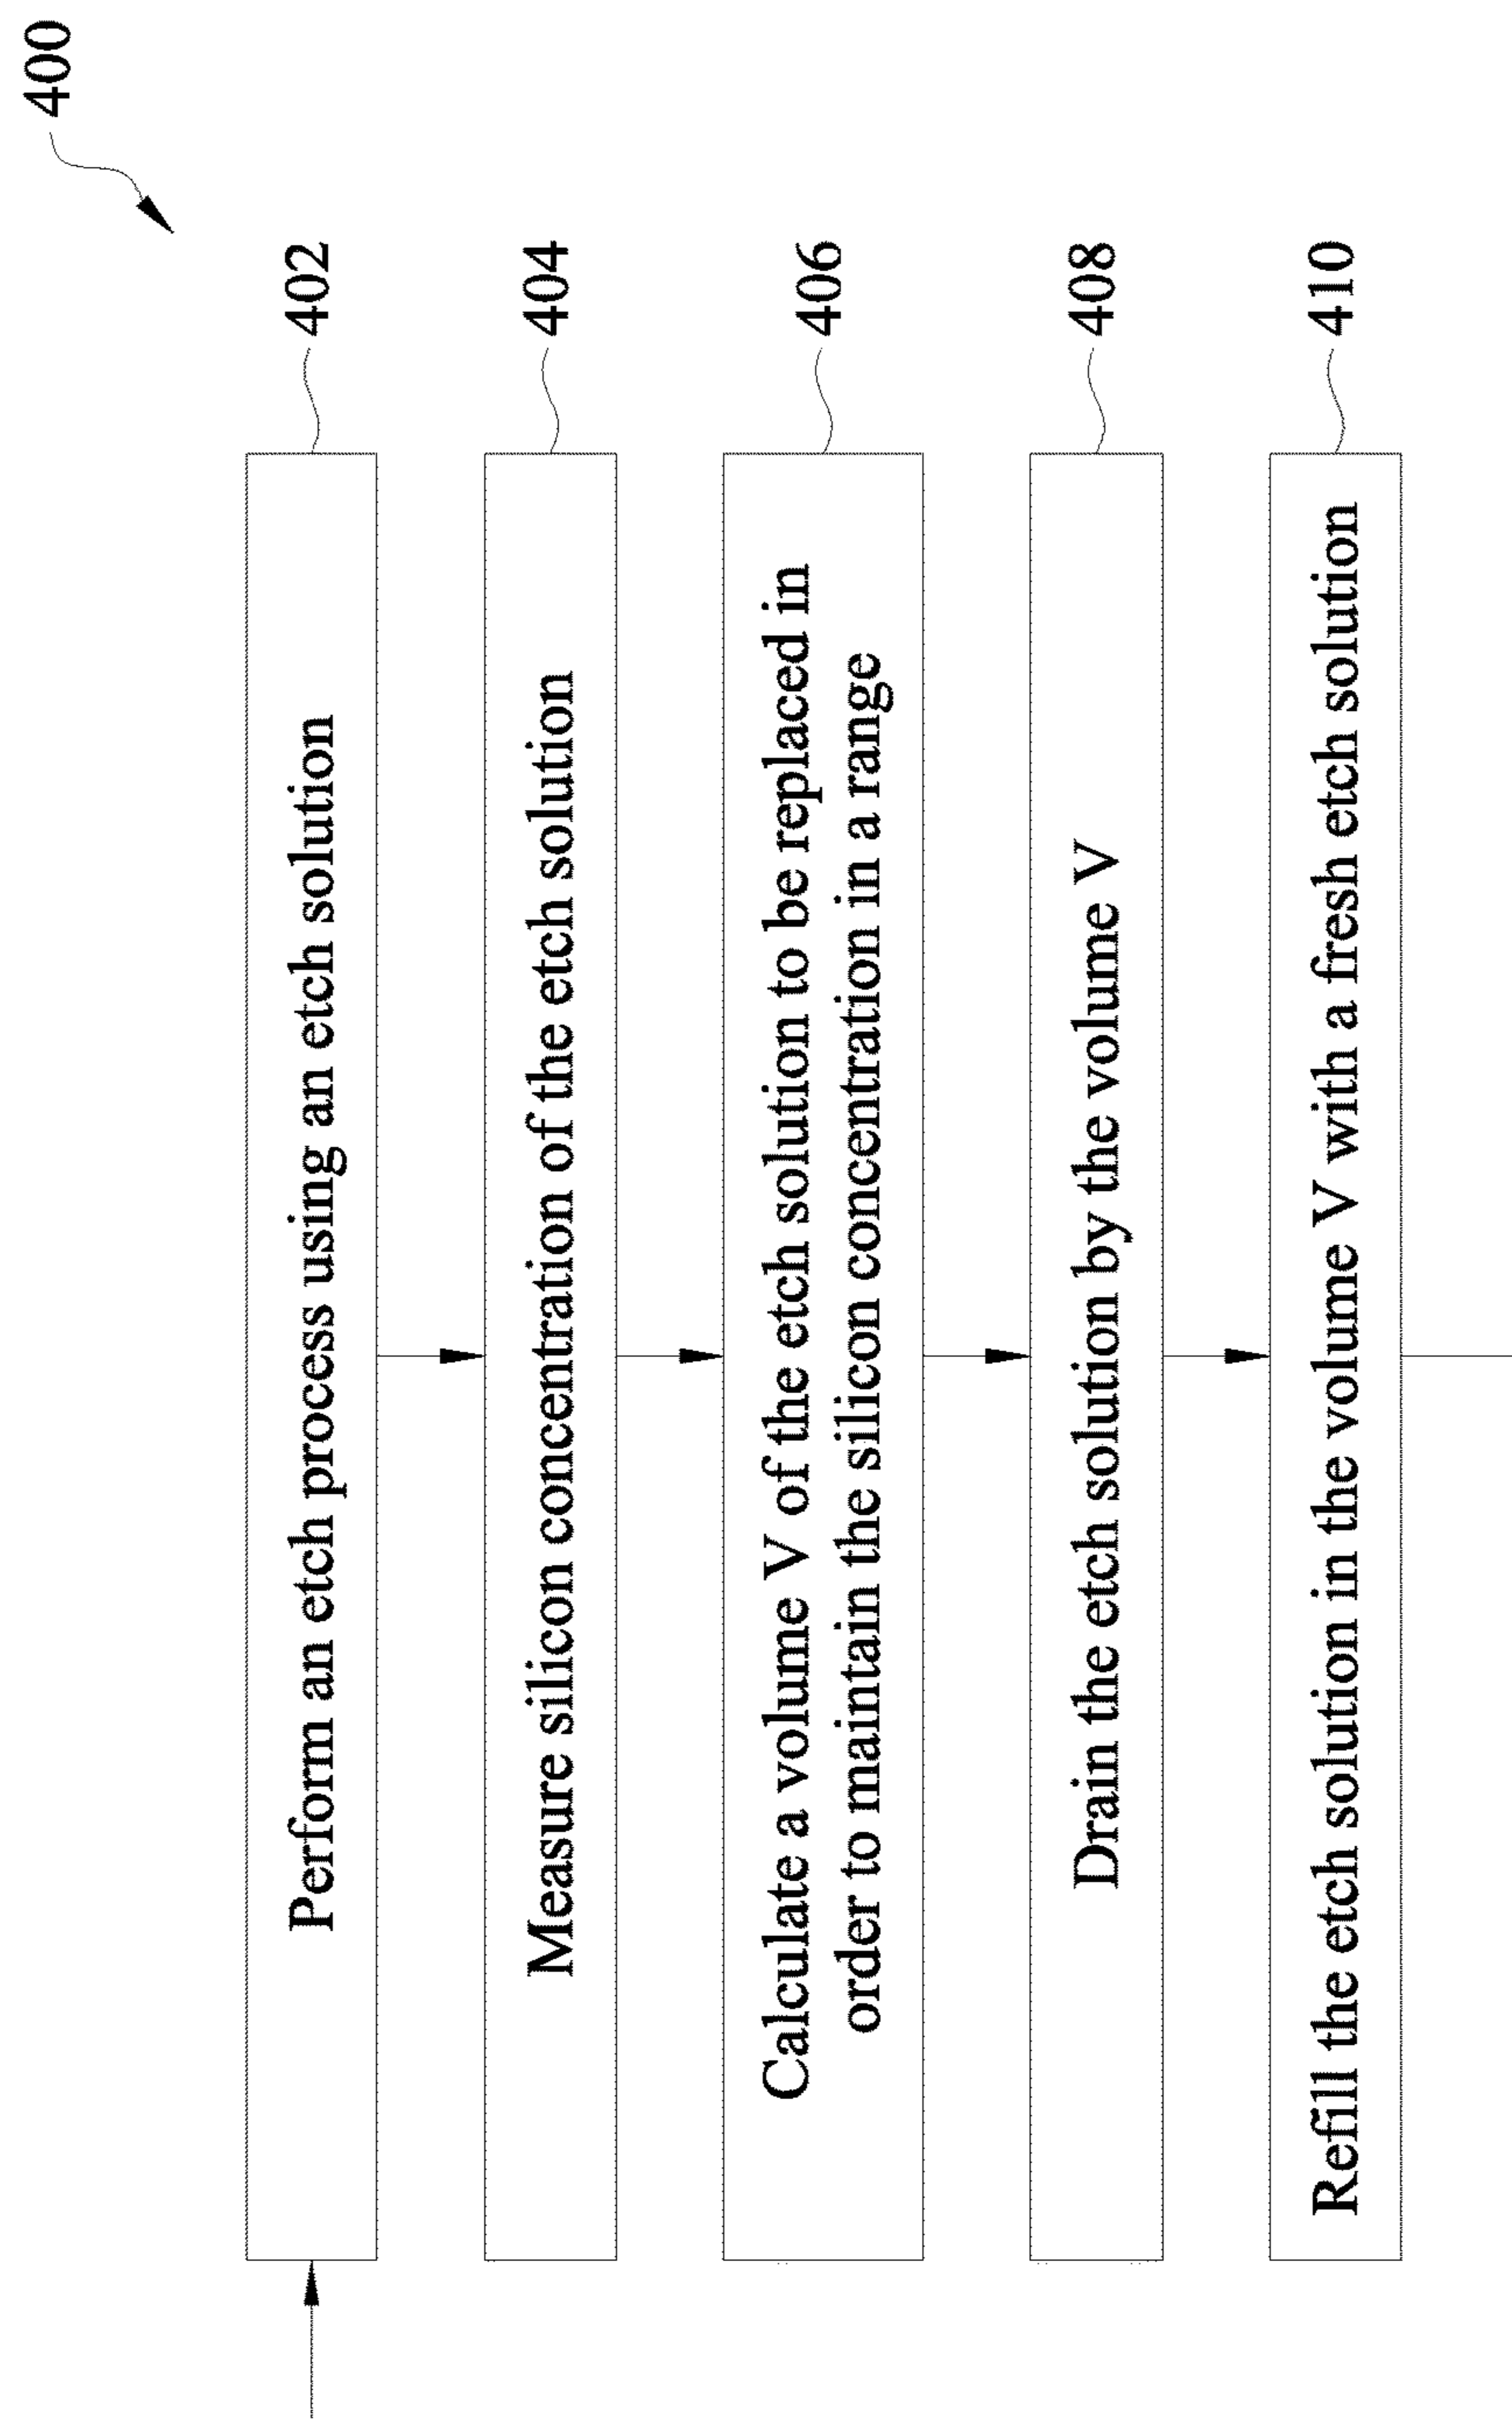 400
Perform an etch process using an etch solution
402
Measure silicon concentration of the etch solution
404
Calculate a volume V of the etch solution to be replaced in
order to maintain the silicon concentration in a range
406
Drain the etch solution by the volume V
408
Refill the etch solution in the volume V with a fresh etch solution
410